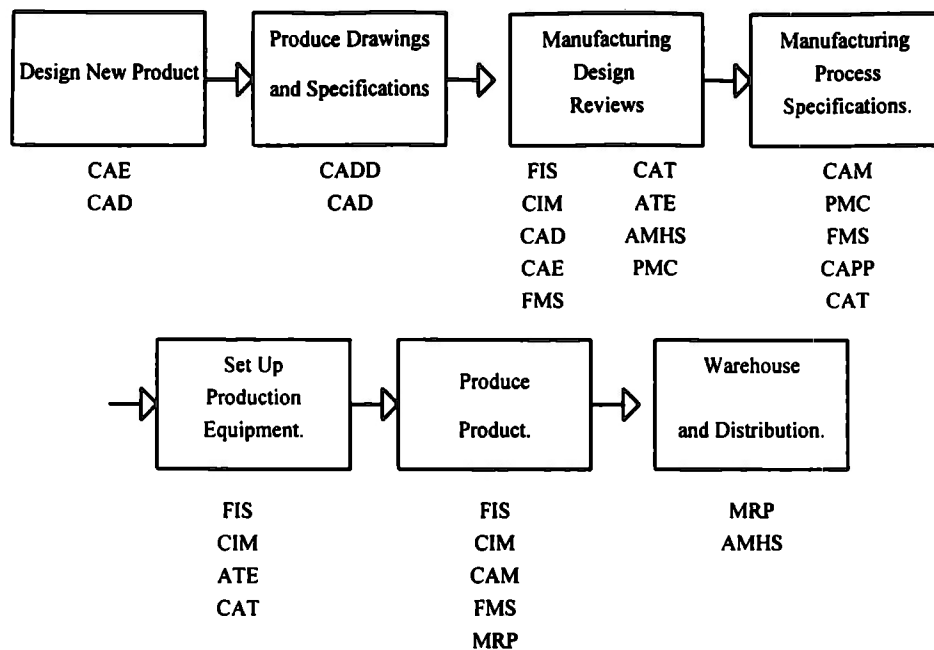 Design New Product
Produce Drawings
and Specifications
Manufacturing
Design
Reviews
Manufacturing
Process
Specifications.
CAE
CAD
CADD
CAD
FIS
CIM
CAD
CAE
FMS
CAT
ATE
AMHS
PMC
CAM
PMC
FMS
CAPP
CAT
Set Up
Production
Equipment.
Produce
Product.
Warehouse
and Distribution.
FIS
CIM
ATE
CAT
FIS
CIM
CAM
FMS
MRP
MRP
AMHS